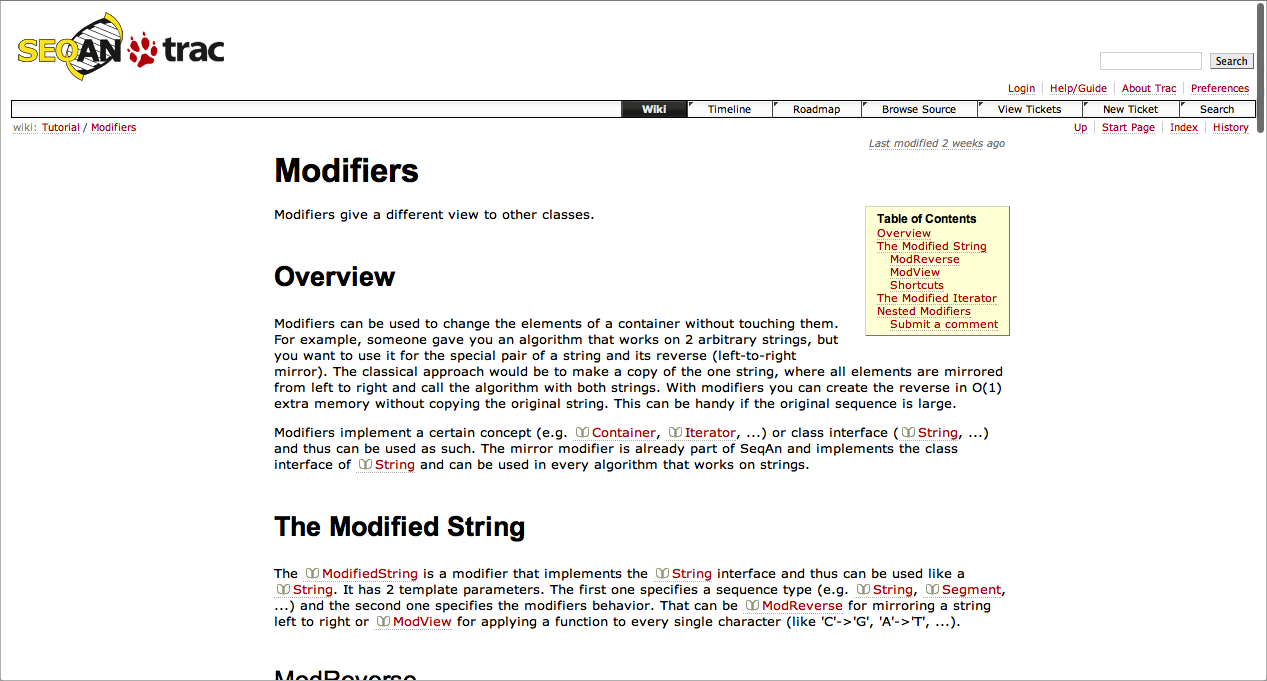 SEQAN trac
Search
Login Help/Guide About Trac Preferences
Wiki Timeline Roadmap Browse Source View Tickets New Ticket Search
wiki: Tutorial / Modifiers
Up Start Page Index History
Last modified 2 weeks ago
Modifiers
Modifiers give a different view to other classes.
Table of Contents
Overview
The Modified String
ModReverse
ModView
Shortcuts
The Modified Iterator
Nested Modifiers
Submit a comment
Overview
Modifiers can be used to change the elements of a container without touching them.
For example, someone gave you an algorithm that works on 2 arbitrary strings, but
you want to use it for the special pair of a string and its reverse (left-to-right
mirror). The classical approach would be to make a copy of the one string, where all elements are mirrored
from left to right and call the algorithm with both strings. With modifiers you can create the reverse in O(1)
extra memory without copying the original string. This can be handy if the original sequence is large.
Modifiers implement a certain concept (e.g. Container, Iterator, ...) or class interface (String, ...)
and thus can be used as such. The mirror modifier is already part of SeqAn and implements the class
interface of String and can be used in every algorithm that works on strings.
The Modified String
The ModifiedString is a modifier that implements the String interface and thus can be used like a
String. It has 2 template parameters. The first one specifies a sequence type (e.g. String, Segment,
...) and the second one specifies the modifiers behavior. That can be ModReverse for mirroring a string
left to right or ModView for applying a function to every single character (like 'C'->'G', 'A'->'T', ...).
ModReverse